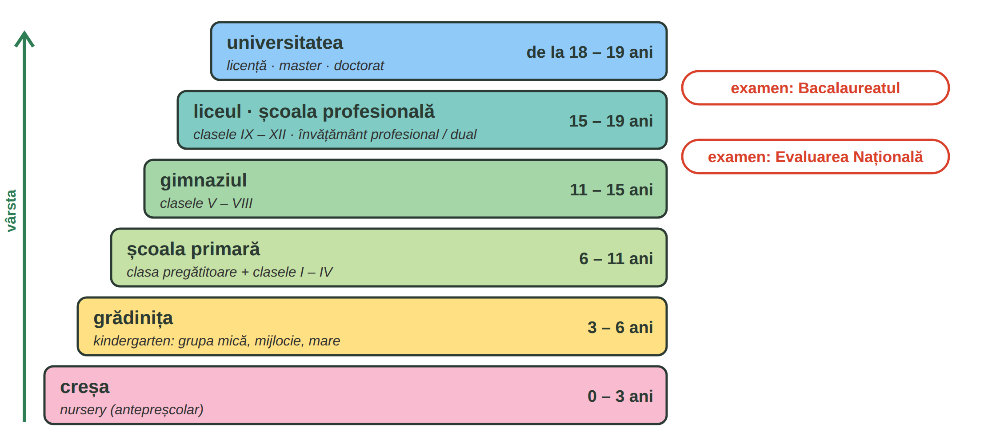 universitatea
licență · master · doctorat
de la 18 – 19 ani
examen: Bacalaureatul
liceul · școala profesională
clasele IX – XII · învățământ profesional / dual
15 – 19 ani
examen: Evaluarea Națională
gimnaziul
clasele V – VIII
11 – 15 ani
vârsta
școala primară
clasa pregătitoare + clasele I – IV
6 – 11 ani
grădinița
kindergarten: grupa mică, mijlocie, mare
3 – 6 ani
creșa
nursery (antepreșcolar)
0 – 3 ani